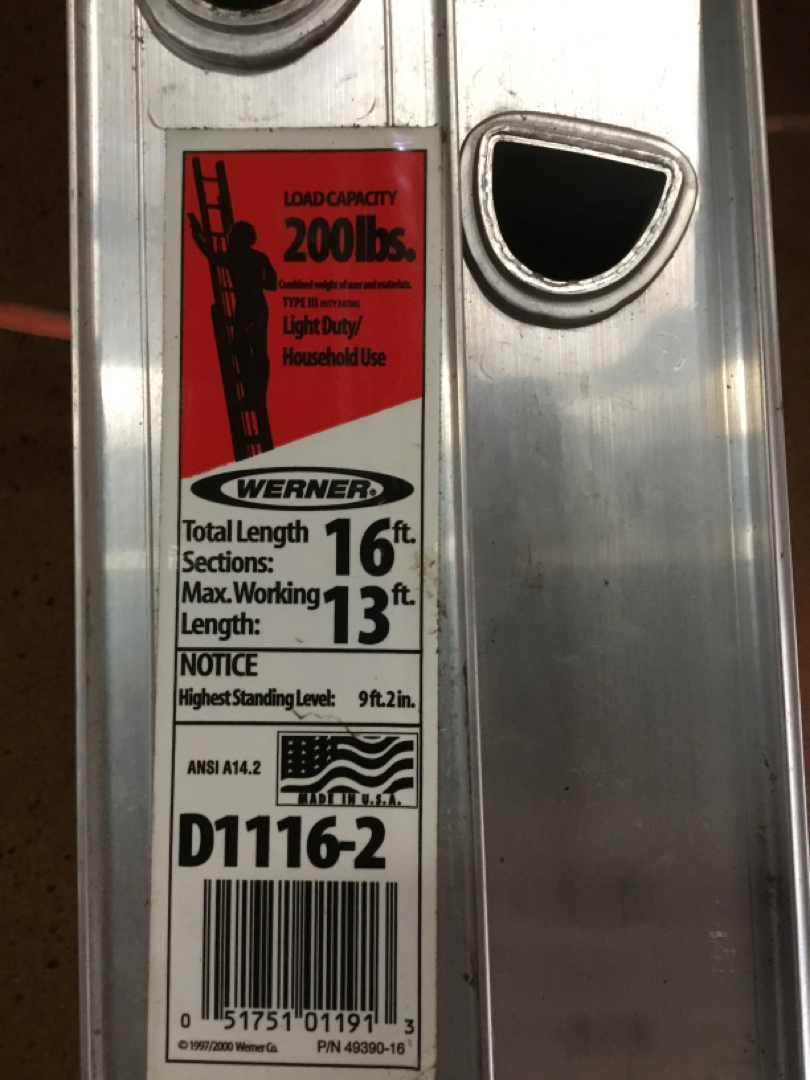 LOAD CAPACITY
200lbs.
Combined weight of user and materials.
TYPE III DUTY RATING
Light Duty/
Household Use
WERNER®
Total Length 16 ft.
Sections:
Max. Working 13 ft.
Length:
NOTICE
Highest Standing Level: 9 ft. 2 in.
ANSI A14.2
MADE IN U.S.A.
D1116-2
0 51751 01191 3
©1997/2000 Werner Co. P/N 49390-16